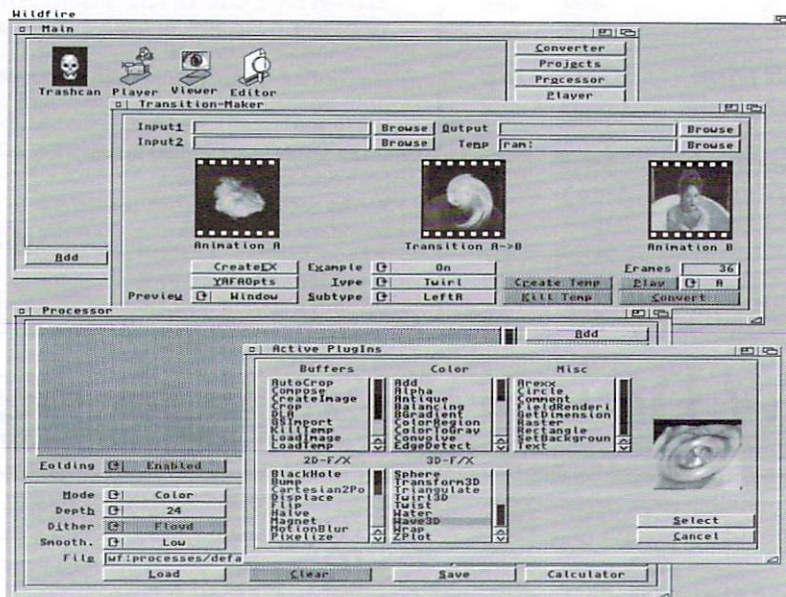 Wildfire
Main
Trashcan Player Viewer Editor
Converter
Projects
Processor
Player
Add
Transition-Maker
Input1 Browse Output Browse
Input2 Browse Temp ram: Browse
Animation A Transition A->B Animation B
CreateEX Example On Frames 36
YAFAOpts Type Twirl Create Temp Play A
Preview Window Subtype LeftA Kill Temp Convert
Processor
Add
Folding Enabled
Mode Color
Depth 24
Dither Floyd
Smooth. Low
File wf:processes/defa
Load Clear Save Calculator
Active PlugIns
Buffers
AutoCrop
Compose
CreateImage
Crop
DLA
GSImport
KillTemp
LoadImage
LoadTemp
Color
Add
Alpha
Antique
Balancing
BGradient
ColorRegion
ColorToGray
Convolve
EdgeDetect
Misc
Arexx
Circle
Comment
FieldRenderi
GetDimension
Raster
Rectangle
SetBackgroun
Text
2D-F/X
BlackHole
Bump
Cartesian2Po
Displace
Flip
Halve
Magnet
MotionBlur
Pixelize
3D-F/X
Sphere
Transform3D
Triangulate
Twirl3D
Twist
Water
Wave3D
Wrap
ZPlot
Select
Cancel